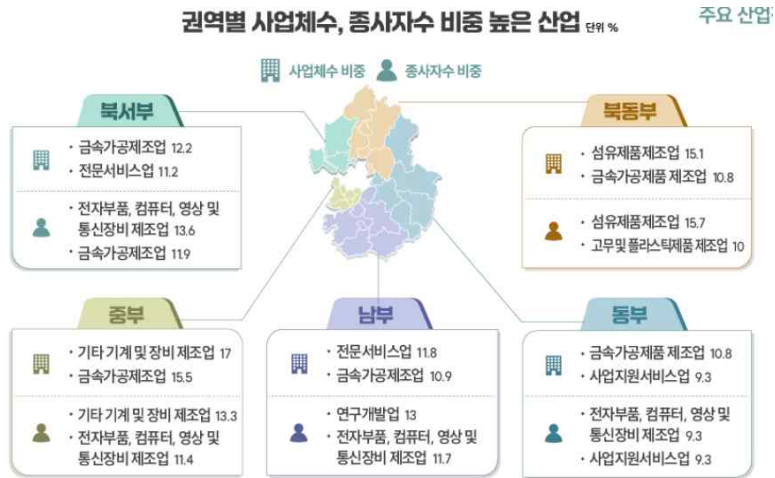 권역별 사업체수, 종사자수 비중 높은 산업 단위 %
주요 산업
사업체수 비중 종사자수 비중
북서부
· 금속가공제조업 12.2
· 전문서비스업 11.2
· 전자부품, 컴퓨터, 영상 및
통신장비 제조업 13.6
· 금속가공제조업 11.9
북동부
· 섬유제품제조업 15.1
· 금속가공제품 제조업 10.8
· 섬유제품제조업 15.7
· 고무 및 플라스틱제품 제조업 10
중부
· 기타 기계 및 장비 제조업 17
· 금속가공제조업 15.5
· 기타 기계 및 장비 제조업 13.3
· 전자부품, 컴퓨터, 영상 및
통신장비 제조업 11.4
남부
· 전문서비스업 11.8
· 금속가공제조업 10.9
· 연구개발업 13
· 전자부품, 컴퓨터, 영상 및
통신장비 제조업 11.7
동부
· 금속가공제품 제조업 10.8
· 사업지원서비스업 9.3
· 전자부품, 컴퓨터, 영상 및
통신장비 제조업 9.3
· 사업지원서비스업 9.3